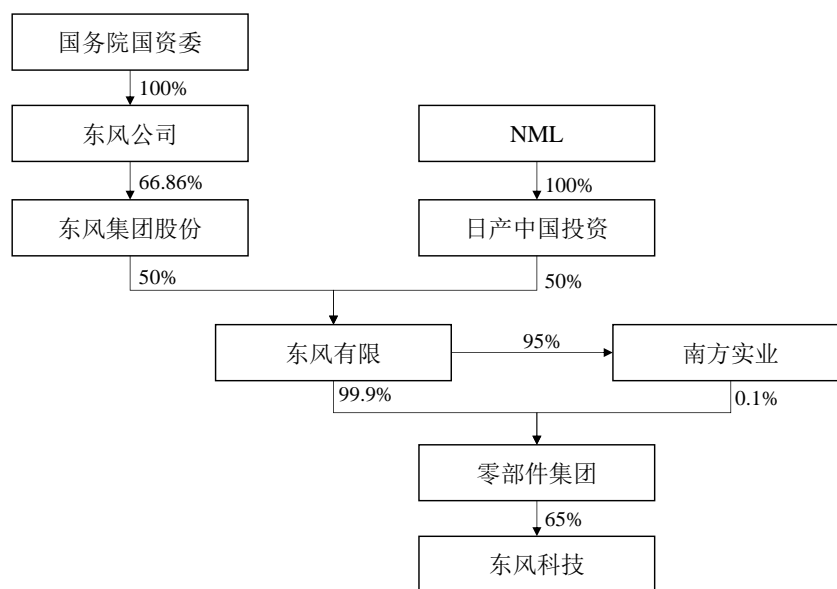 国务院国资委
100%
东风公司
NML
66.86%
100%
东风集团股份
日产中国投资
50%
50%
东风有限
95%
南方实业
99.9%
0.1%
零部件集团
65%
东风科技